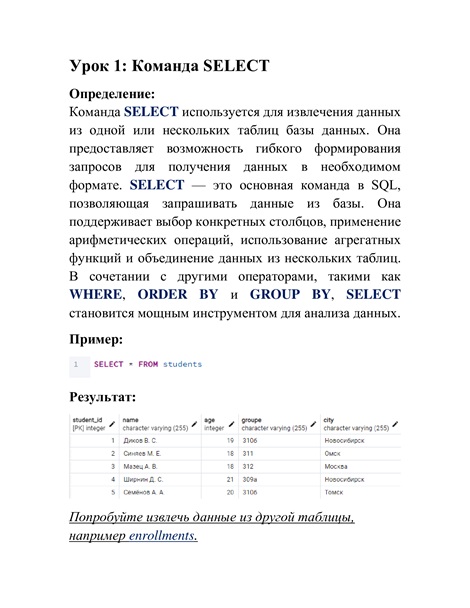 Урок 1: Команда SELECT
Определение:
Команда SELECT используется для извлечения данных
из одной или нескольких таблиц базы данных. Она
предоставляет возможность гибкого формирования
запросов для получения данных в необходимом
формате. SELECT — это основная команда в SQL,
позволяющая запрашивать данные из базы. Она
поддерживает выбор конкретных столбцов, применение
арифметических операций, использование агрегатных
функций и объединение данных из нескольких таблиц.
В сочетании с другими операторами, такими как
WHERE, ORDER BY и GROUP BY, SELECT
становится мощным инструментом для анализа данных.
Пример:
1 SELECT * FROM students
Результат:
student_id name age groupe city
[PK] integer character varying (255) integer character varying (255) character varying (255)
1 Диков В. С. 19 3106 Новосибирск
2 Синяев М. Е. 18 311 Омск
3 Мазец А. В. 18 312 Москва
4 Ширнин Д. С. 21 309а Новосибирск
5 Семёнов А. А 20 3106 Томск
Попробуйте извлечь данные из другой таблицы,
например enrollments.